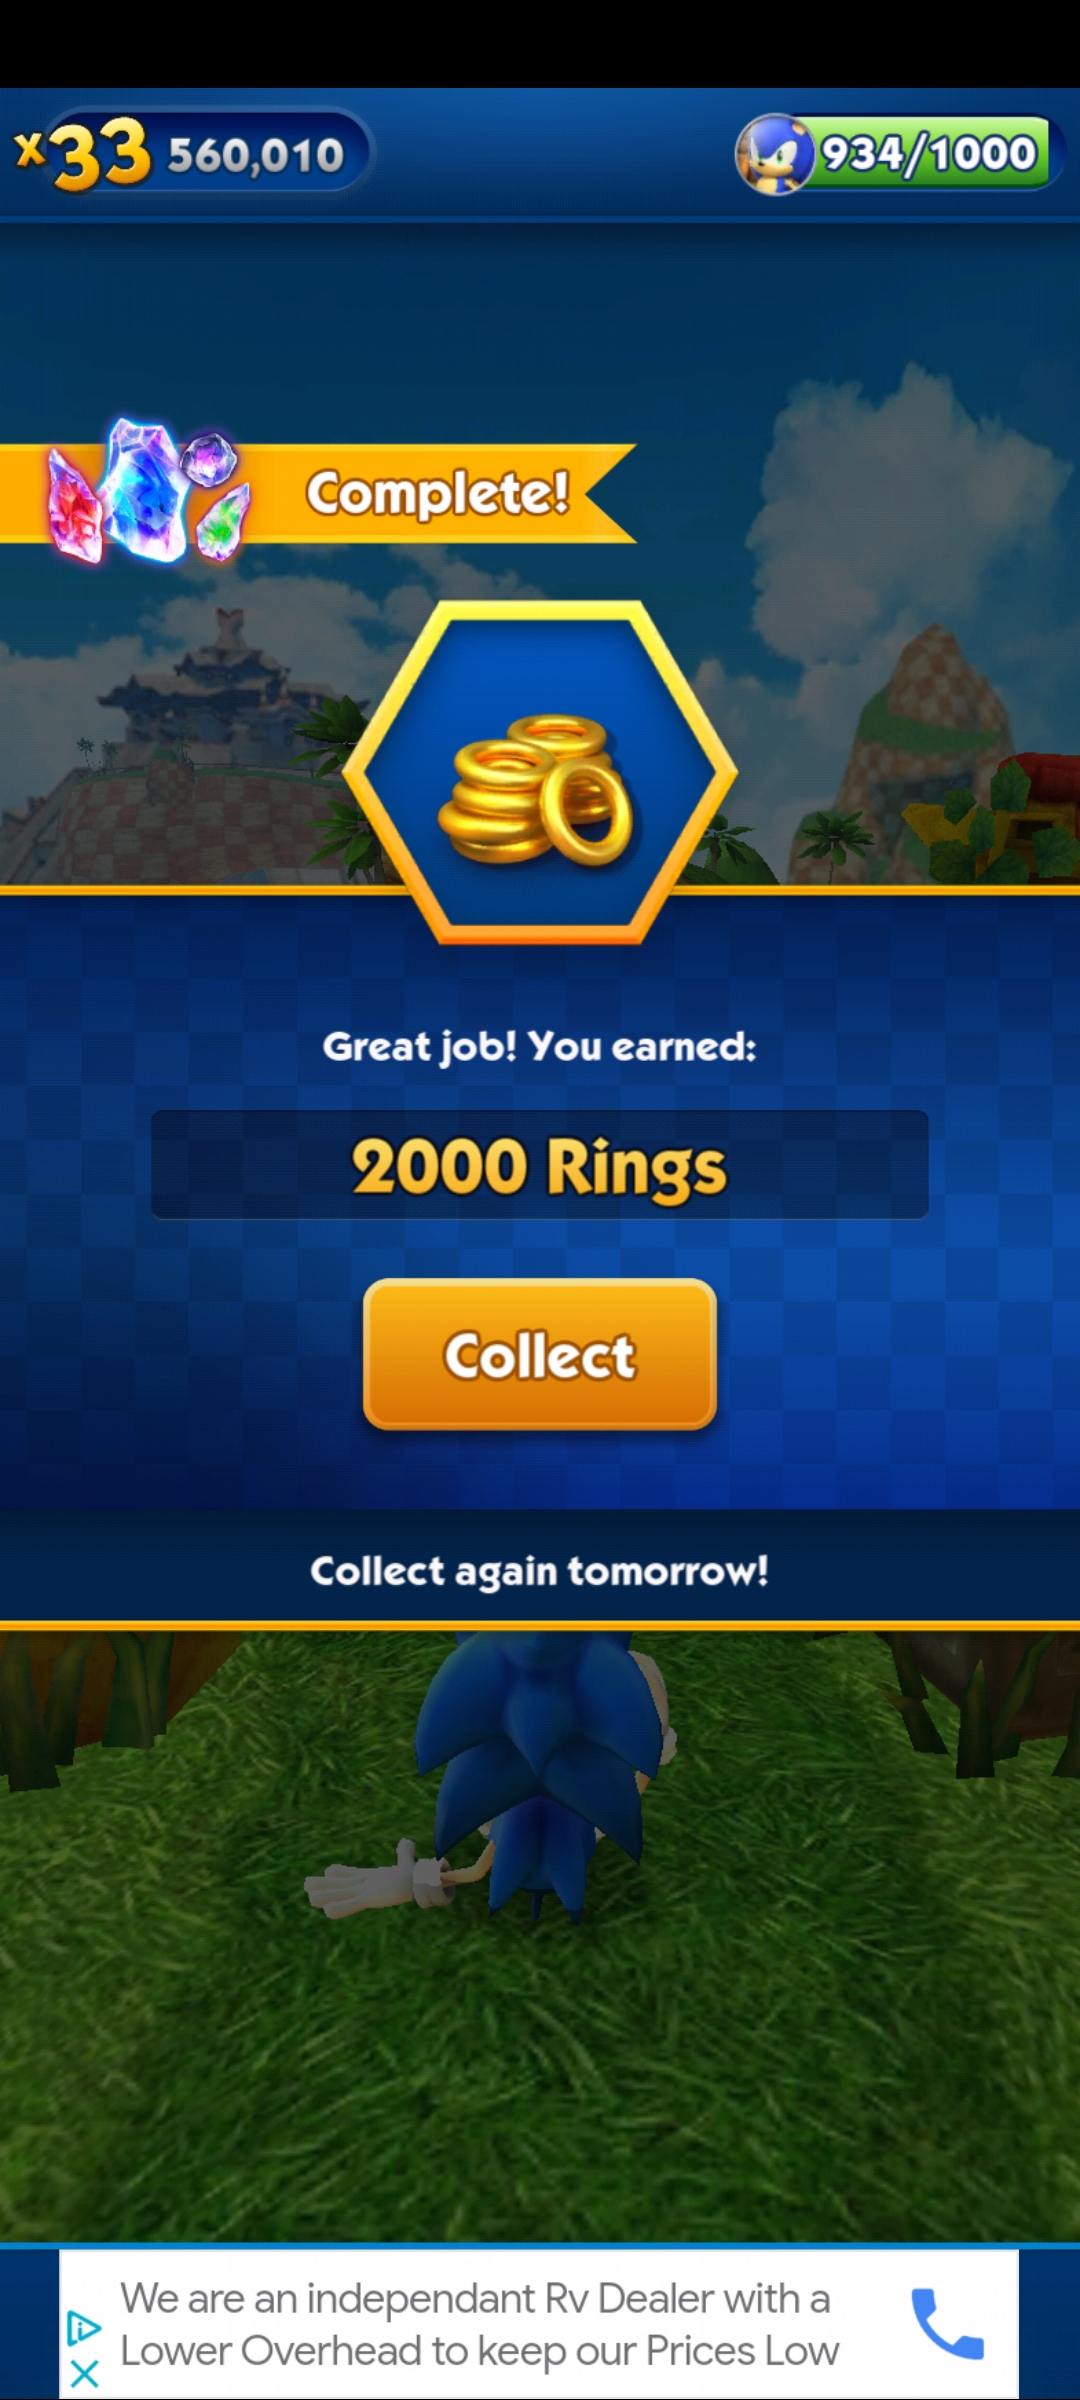 x33 560,010
934/1000
Complete!
Great job! You earned:
2000 Rings
Collect
Collect again tomorrow!
We are an independant Rv Dealer with a
Lower Overhead to keep our Prices Low